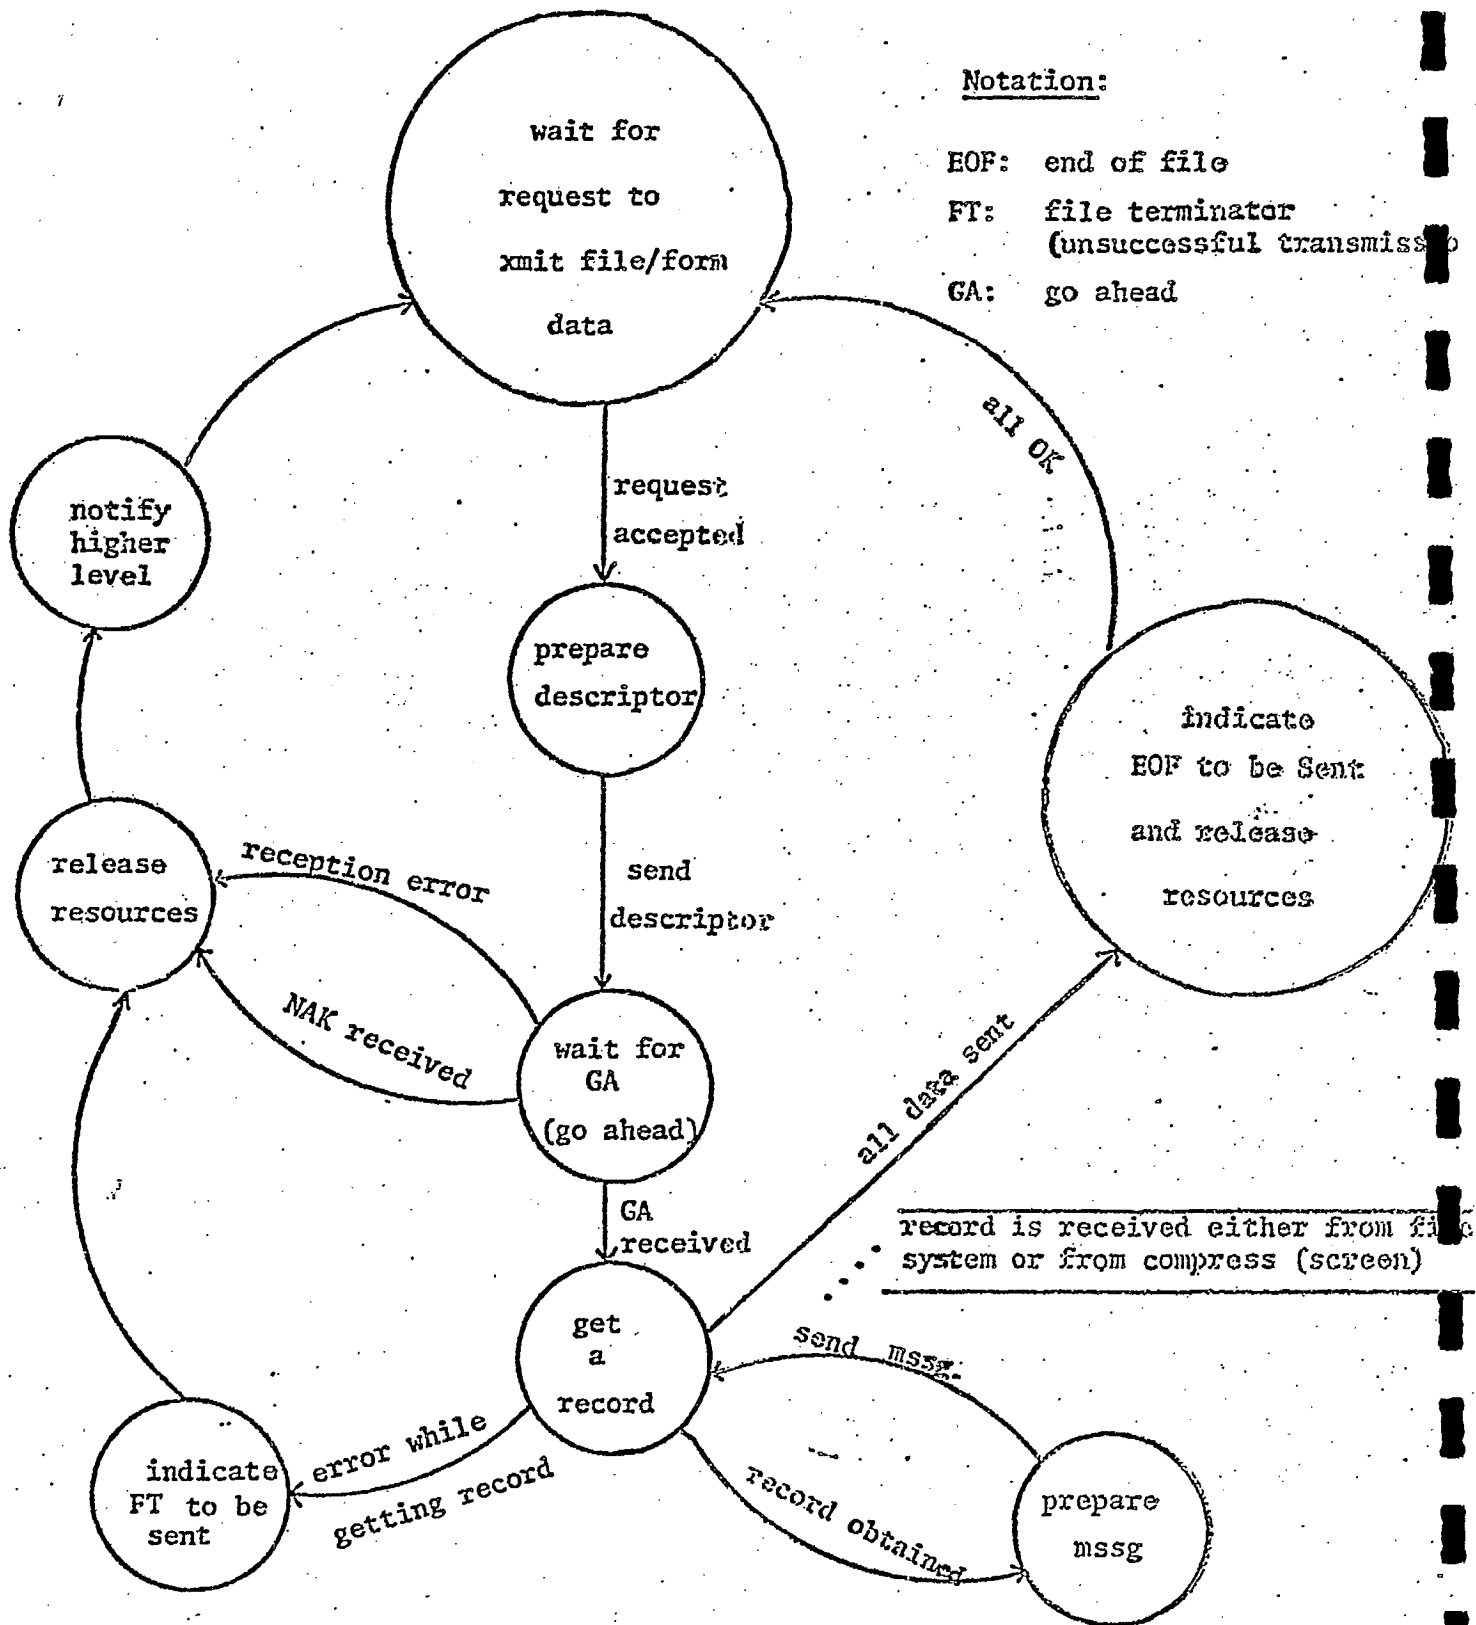 wait for
request to
xmit file/form
data
Notation:
EOF: end of file
FT: file terminator
(unsuccessful
GA: go ahead
all OK
request
accepted
notify
higher
level
prepare
descriptor
indicate
EOF to be Sent
and release
resources
release
resources
reception error
send
descriptor
NAK received
wait for
GA
(go ahead)
all data sent
GA
received
record is received either from
system or from compress (screen)
get
a
record
send mssg.
error while
getting record
record obtained
indicate
FT to be
sent
prepare
mssg